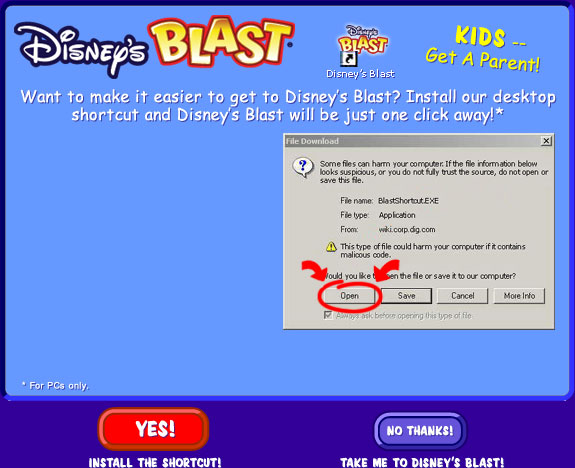 Disney's BLAST
Disney's BLAST
Disney's Blast
KIDS --
Get A Parent!
Want to make it easier to get to Disney's Blast? Install our desktop
shortcut and Disney's Blast will be just one click away!*
File Download
Some files can harm your computer. If the file information below
looks suspicious, or you do not fully trust the source, do not open or
save this file.
File name: BlastShortcut.EXE
File type: Application
From: wiki.corp.dig.com
This type of file could harm your computer if it contains
malicous code.
Would you like to open the file or save it to our computer?
Open Save Cancel More Info
Always ask before opening this type of file.
* For PCs only.
YES!
INSTALL THE SHORTCUT!
NO THANKS!
TAKE ME TO DISNEY'S BLAST!